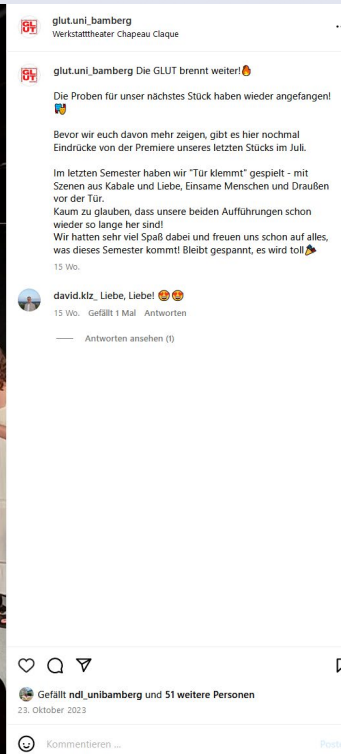 GLUT
glut.uni_bamberg
Werkstatttheater Chapeau Claque
GLUT
glut.uni_bamberg Die GLUT brennt weiter!🔥
Die Proben für unser nächstes Stück haben wieder angefangen!
🎭
Bevor wir euch davon mehr zeigen, gibt es hier nochmal
Eindrücke von der Premiere unseres letzten Stücks im Juli.
Im letzten Semester haben wir "Tür klemmt" gespielt - mit
Szenen aus Kabale und Liebe, Einsame Menschen und Draußen
vor der Tür.
Kaum zu glauben, dass unsere beiden Aufführungen schon
wieder so lange her sind!
Wir hatten sehr viel Spaß dabei und freuen uns schon auf alles,
was dieses Semester kommt! Bleibt gespannt, es wird toll🎉
15 Wo.
david.klz_ Liebe, Liebe! 😍😍
15 Wo. Gefällt 1 Mal Antworten
Antworten ansehen (1)
Gefällt ndl_unibamberg und 51 weitere Personen
23. Oktober 2023
Kommentieren ...